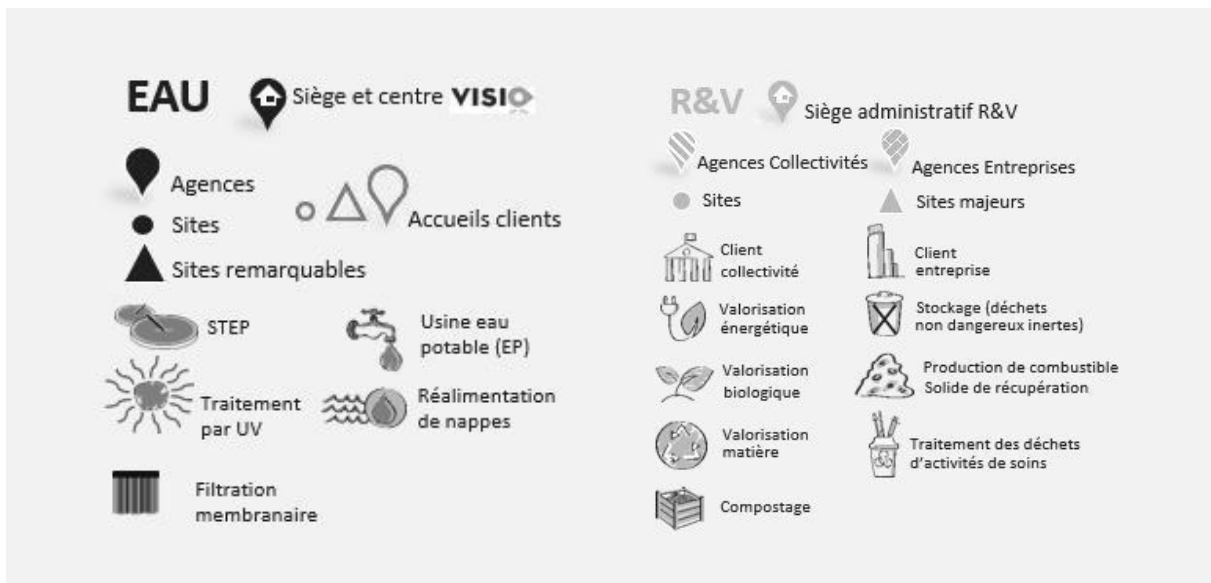 EAU
Siège et centre VISIO
Agences
Sites
Accueils clients
Sites remarquables
STEP
Usine eau
potable (EP)
Traitement
par UV
Réalimentation
de nappes
Filtration
membranaire
R&V
Siège administratif R&V
Agences Collectivités
Agences Entreprises
Sites
Sites majeurs
Client
collectivité
Client
entreprise
Valorisation
énergétique
Stockage (déchets
non dangereux inertes)
Valorisation
biologique
Production de combustible
Solide de récupération
Valorisation
matière
Traitement des déchets
d’activités de soins
Compostage